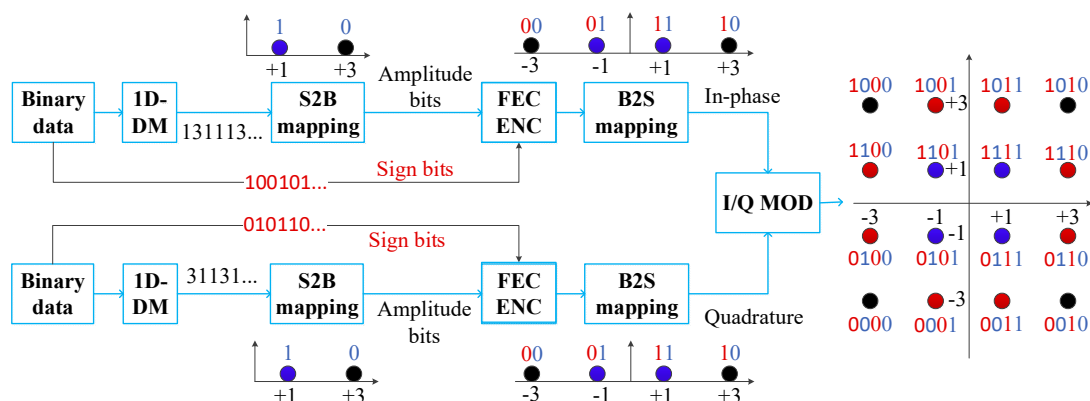 1 0
+1 +3
00 01 11 10
-3 -1 +1 +3
Binary
data
1D-
DM
131113...
S2B
mapping
Amplitude
bits
FEC
ENC
B2S
mapping
In-phase
100101...
Sign bits
I/Q MOD
010110...
Sign bits
Binary
data
1D-
DM
31131...
S2B
mapping
Amplitude
bits
FEC
ENC
B2S
mapping
Quadrature
1 0
+1 +3
00 01 11 10
-3 -1 +1 +3
1000 1001 1011 1010
+3
1100 1101 1111 1110
+1
-3 -1 +1 +3
-1
0100 0101 0111 0110
-3
0000 0001 0011 0010